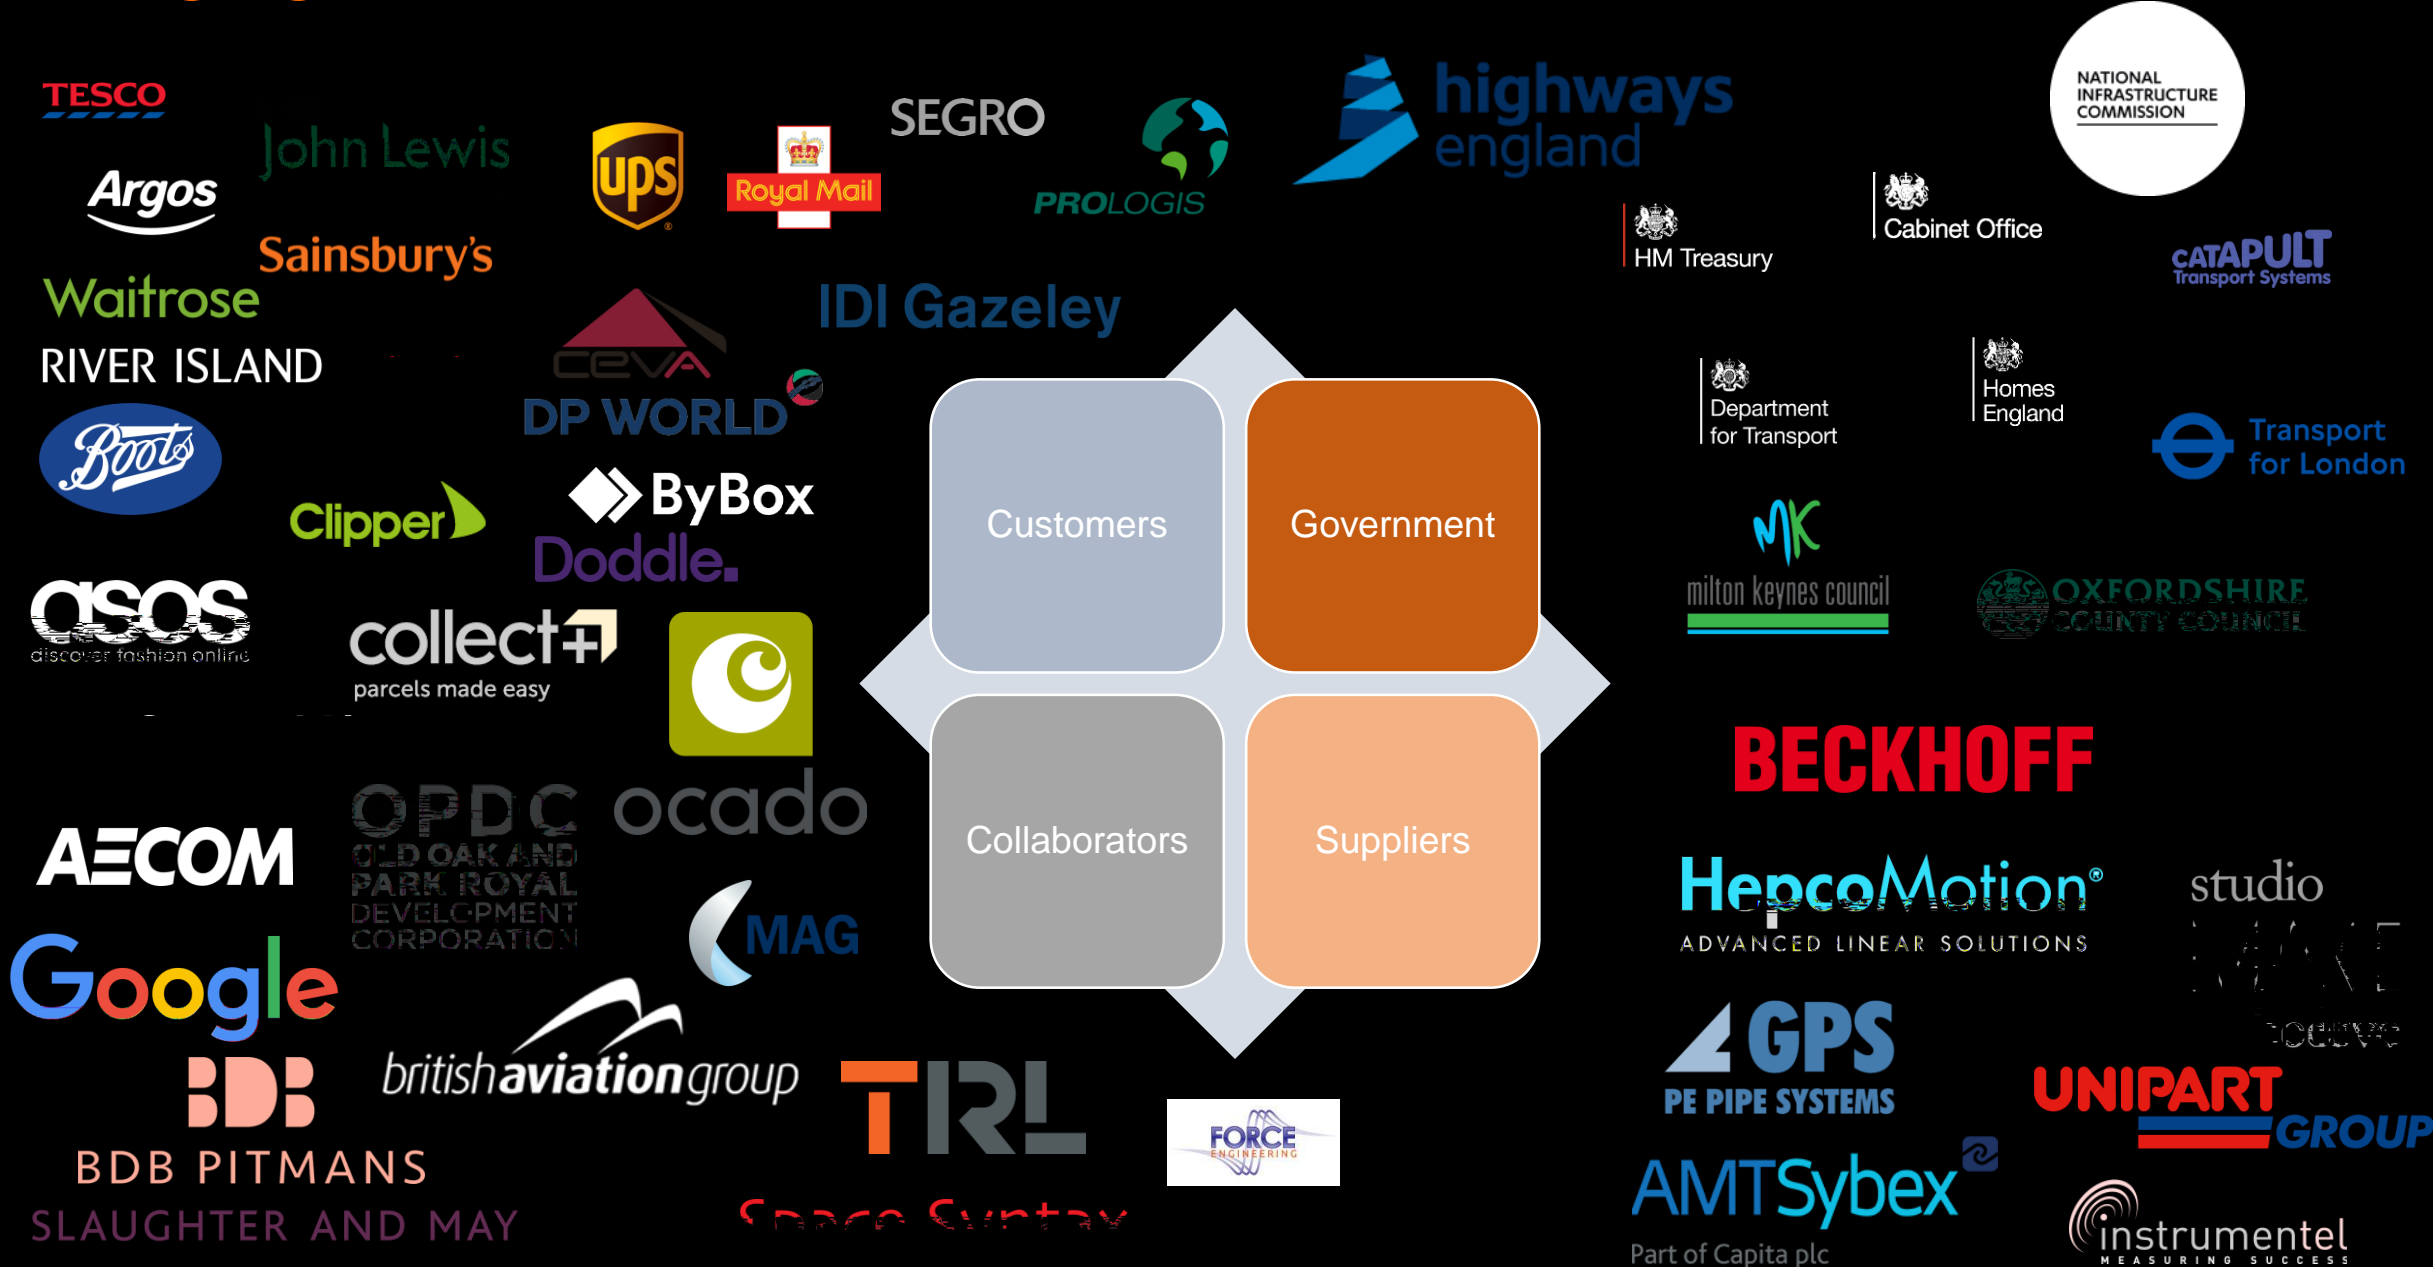 TESCO
John Lewis
Argos
Sainsbury's
Waitrose
RIVER ISLAND
Boots
Clipper
asos
discover fashion online
ups
Royal Mail
SEGRO
PROLOGIS
IDI Gazeley
CEVA
DP WORLD
ByBox
Doddle.
collect+
parcels made easy
ocado
highways
england
NATIONAL
INFRASTRUCTURE
COMMISSION
HM Treasury
Cabinet Office
CATAPULT
Transport Systems
Department
for Transport
Homes
England
Transport
for London
MK
milton keynes council
OXFORDSHIRE
COUNTY COUNCIL
Customers
Government
Collaborators
Suppliers
AECOM
OPDC
OLD OAK AND
PARK ROYAL
DEVELOPMENT
CORPORATION
Google
MAG
BDB
BDB PITMANS
britishaviationgroup
SLAUGHTER AND MAY
TRL
Space Syntax
FORCE
ENGINEERING
BECKHOFF
HepcoMotion®
ADVANCED LINEAR SOLUTIONS
studio
GPS
PE PIPE SYSTEMS
UNIPART
GROUP
AMTSybex
Part of Capita plc
instrumentel
MEASURING SUCCESS